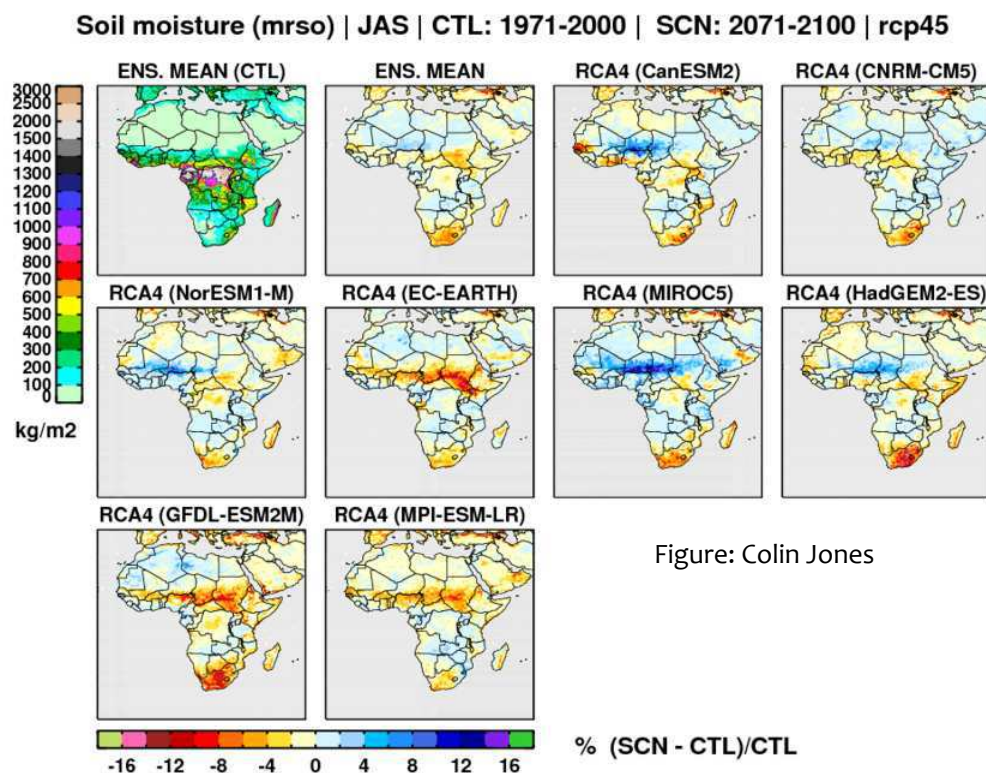 Soil moisture (mrso) | JAS | CTL: 1971-2000 | SCN: 2071-2100 | rcp45
ENS. MEAN (CTL)
ENS. MEAN
RCA4 (CanESM2)
RCA4 (CNRM-CM5)
3000
2500
2000
1500
1400
1300
1200
1100
1000
900
800
700
600
500
400
300
200
100
0
kg/m2
RCA4 (NorESM1-M)
RCA4 (EC-EARTH)
RCA4 (MIROC5)
RCA4 (HadGEM2-ES)
RCA4 (GFDL-ESM2M)
RCA4 (MPI-ESM-LR)
Figure: Colin Jones
-16 -12 -8 -4 0 4 8 12 16
% (SCN - CTL)/CTL